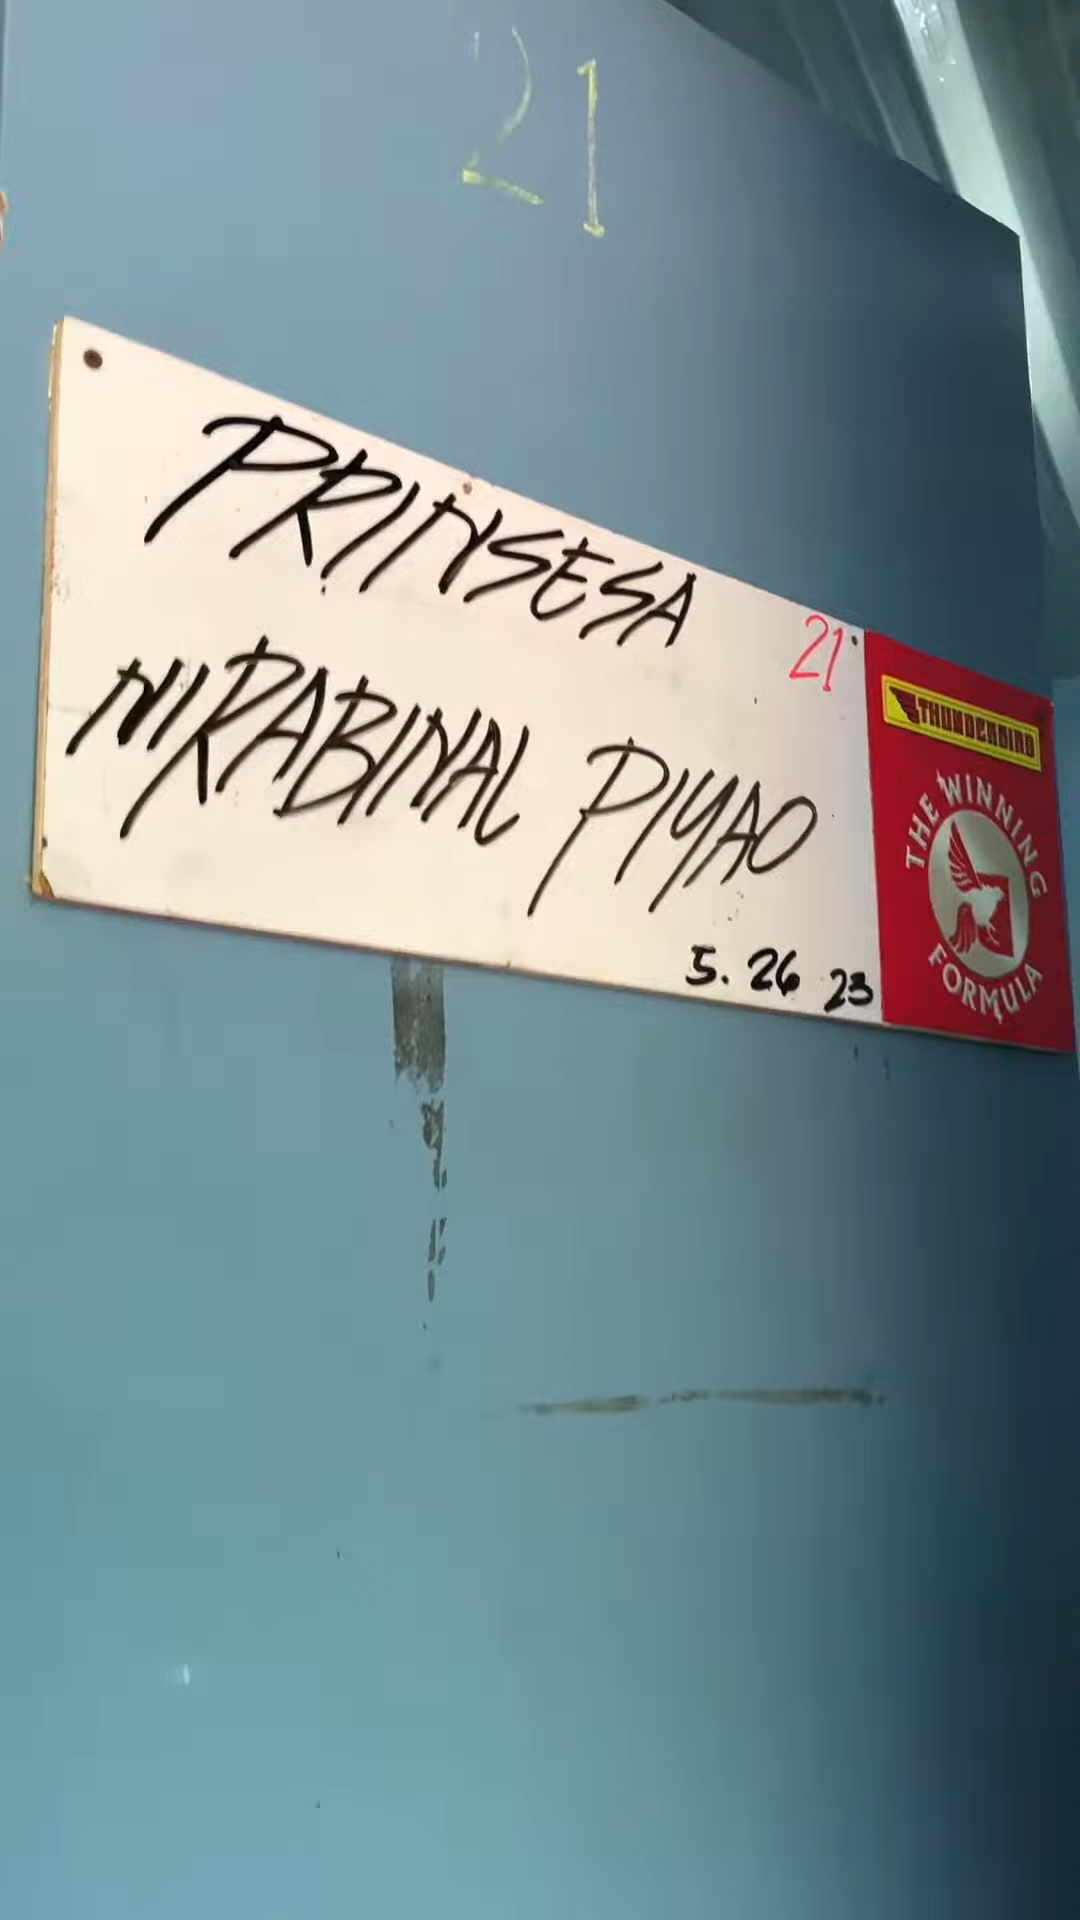 21
PRINSESA
21
NI RABINAL PIYAO
5. 26 23
THUNDERBIRD
THE WINNING
FORMULA